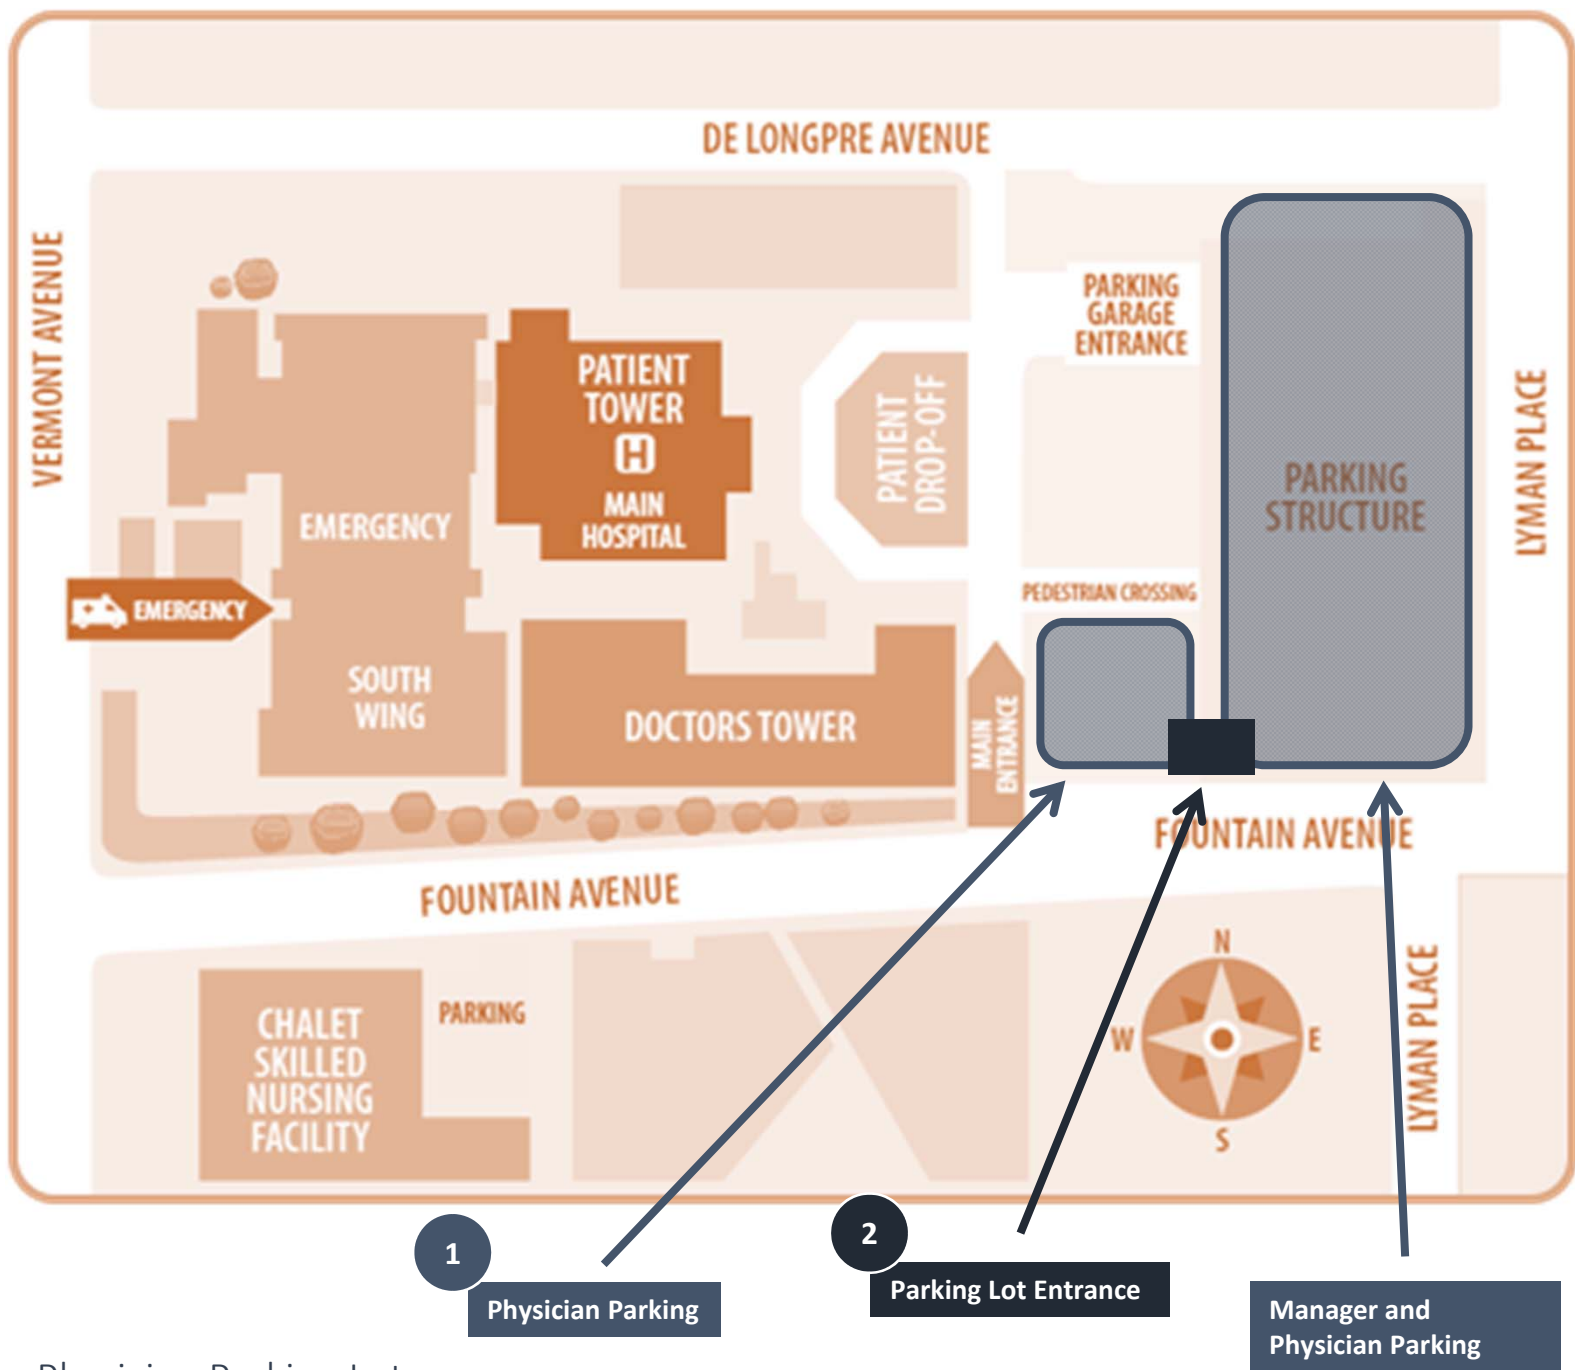 DE LONGPRE AVENUE
VERMONT AVENUE
PARKING
GARAGE
ENTRANCE
PATIENT
TOWER
H
MAIN
HOSPITAL
PATIENT
DROP-OFF
PARKING
STRUCTURE
LYMAN PLACE
EMERGENCY
EMERGENCY
PEDESTRIAN CROSSING
SOUTH
WING
DOCTORS TOWER
MAIN
ENTRANCE
FOUNTAIN AVENUE
FOUNTAIN AVENUE
CHALET
SKILLED
NURSING
FACILITY
PARKING
N
W
E
S
LYMAN PLACE
1
Physician Parking
2
Parking Lot Entrance
Manager and
Physician Parking